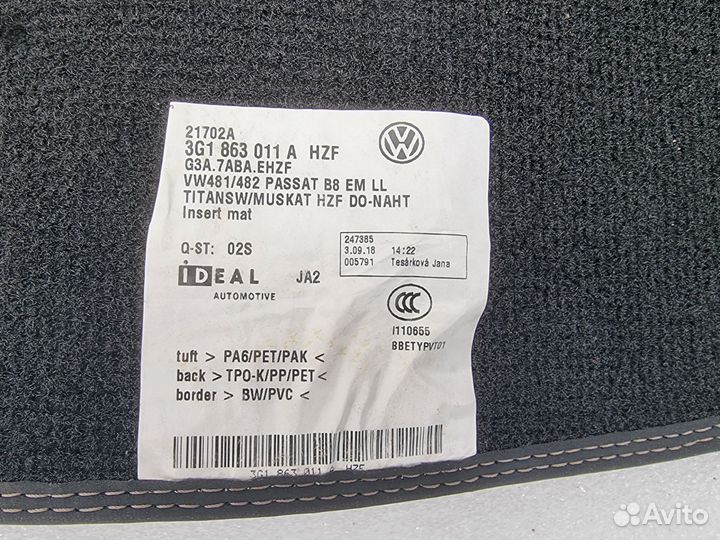 21702A
3G1 863 011 A HZF
G3A.7ABA.EHZF
VW481/482 PASSAT B8 EM LL
TITANSW/MUSKAT HZF DO-NAHT
Insert mat
Q-ST: 02S
247385
3.09.18 14:22
005791 Tesárková Jana
IDEAL JA2
AUTOMOTIVE
CCC
I110655
BBETYPVT01
tuft > PA6/PET/PAK <
back > TPO-K/PP/PET <
border > BW/PVC <
3G1 863 011 A HZF
Avito